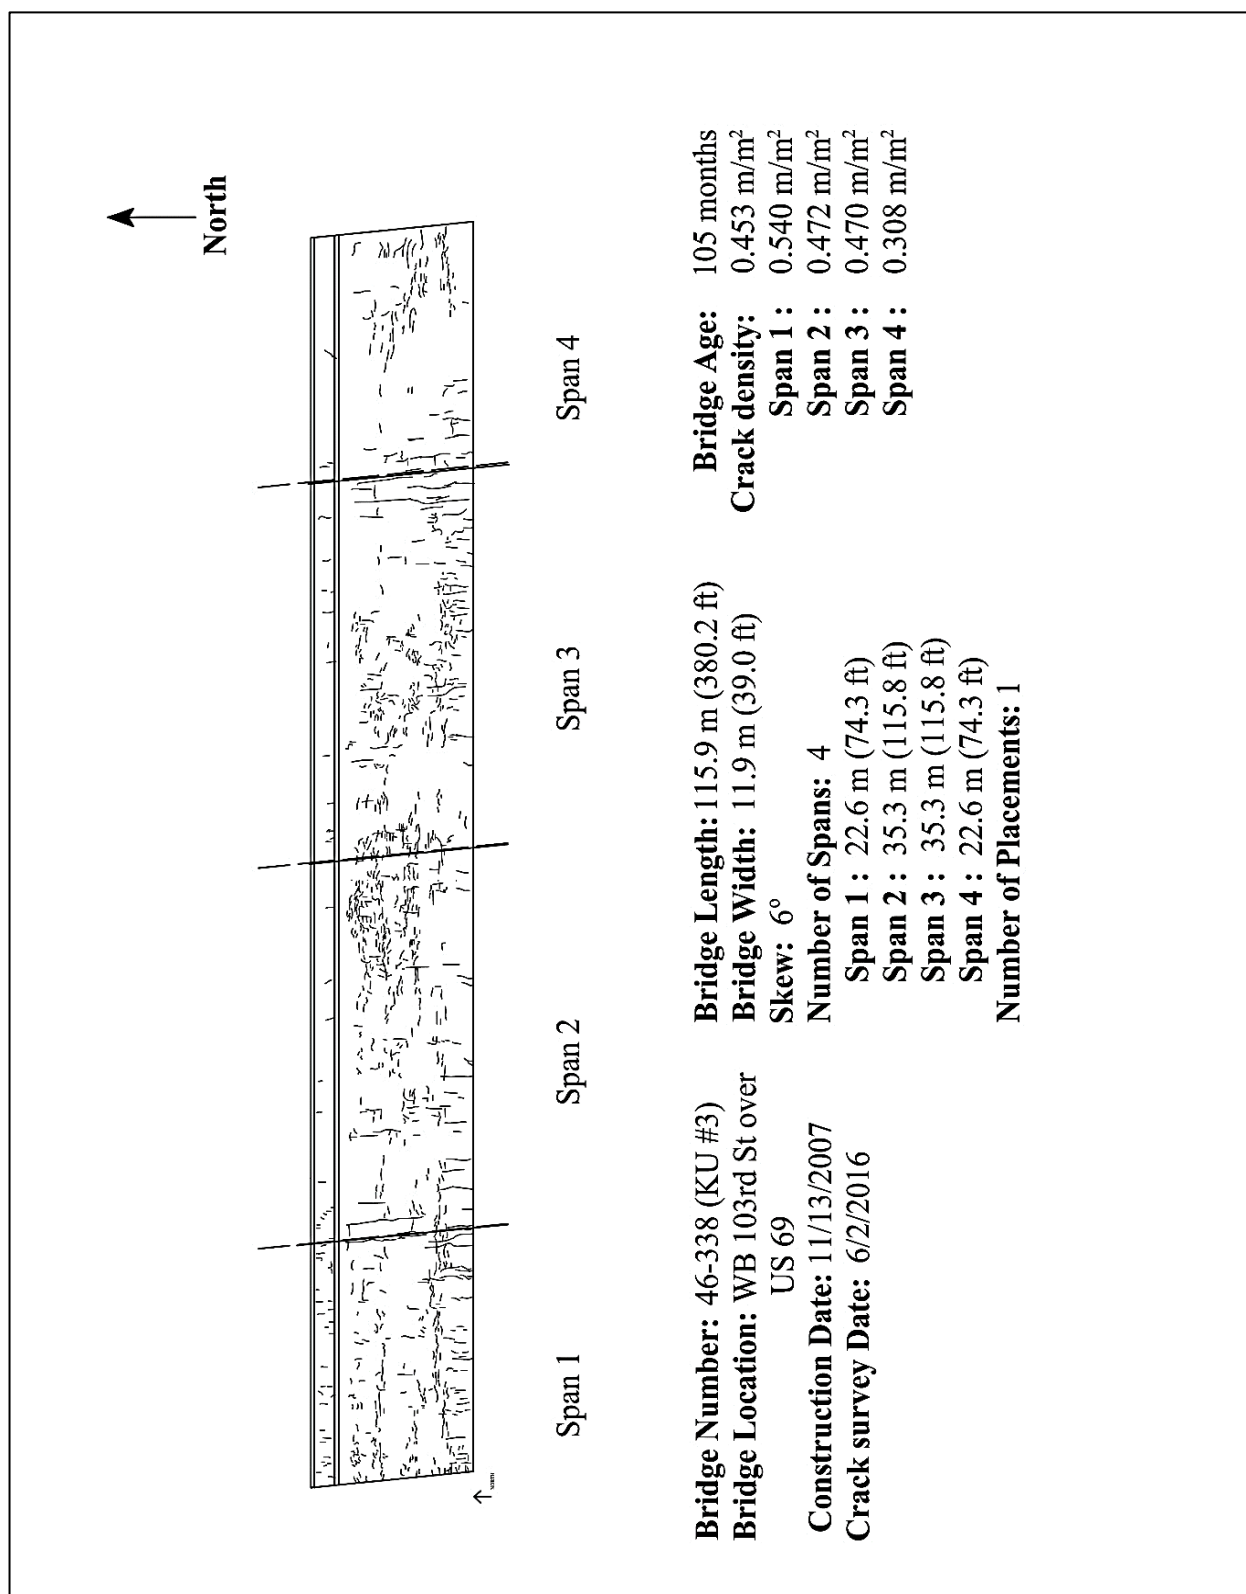 North
NORTH
Span 1
Span 2
Span 3
Span 4
Bridge Number: 46-338 (KU #3)
Bridge Location: WB 103rd St over
US 69
Construction Date: 11/13/2007
Crack survey Date: 6/2/2016
Bridge Length: 115.9 m (380.2 ft)
Bridge Width: 11.9 m (39.0 ft)
Skew: 6°
Number of Spans: 4
Span 1 : 22.6 m (74.3 ft)
Span 2 : 35.3 m (115.8 ft)
Span 3 : 35.3 m (115.8 ft)
Span 4 : 22.6 m (74.3 ft)
Number of Placements: 1
Bridge Age: 105 months
Crack density: 0.453 m/m²
Span 1 : 0.540 m/m²
Span 2 : 0.472 m/m²
Span 3 : 0.470 m/m²
Span 4 : 0.308 m/m²